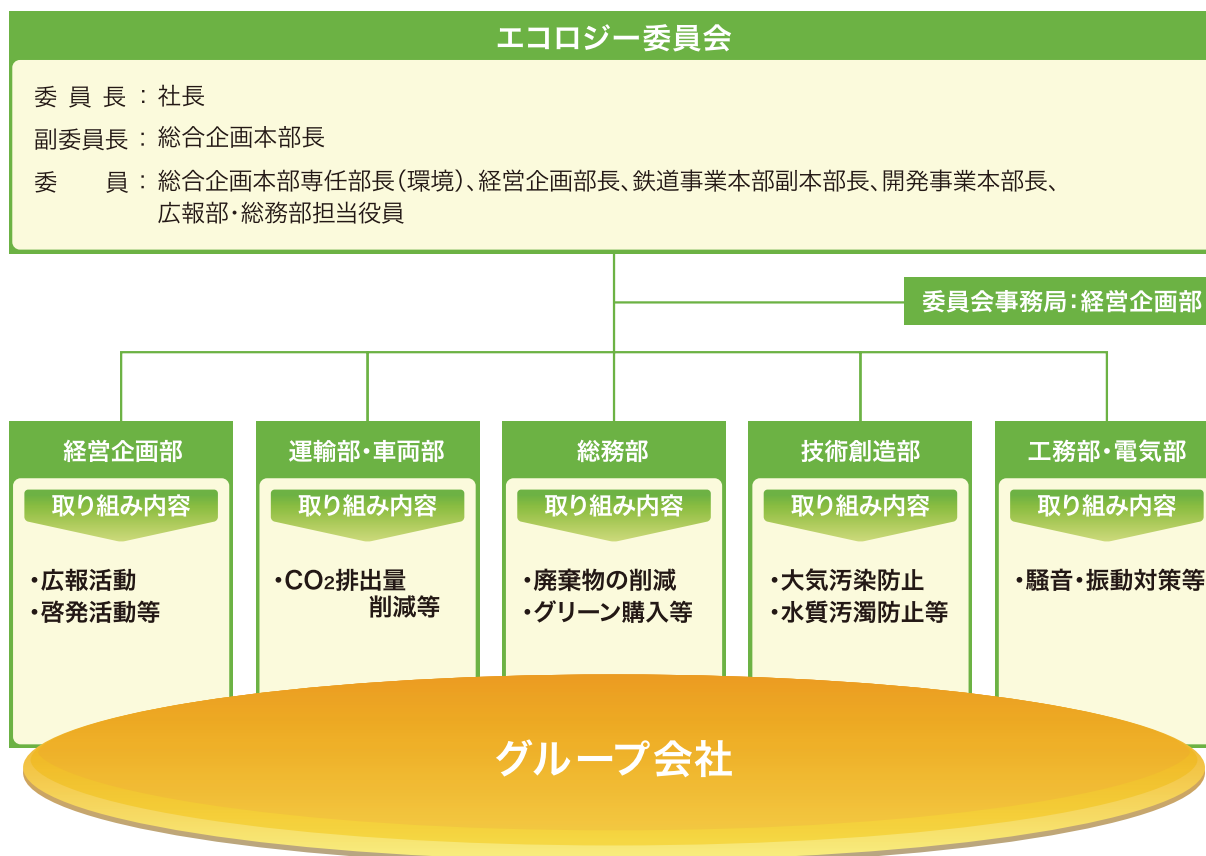 エコロジー委員会
委員長：社長
副委員長：総合企画本部長
委員：総合企画本部専任部長（環境）、経営企画部長、鉄道事業本部副本部長、開発事業本部長、
広報部・総務部担当役員
委員会事務局：経営企画部
経営企画部
取り組み内容
・広報活動
・啓発活動等
運輸部・車両部
取り組み内容
・CO2排出量
削減等
総務部
取り組み内容
・廃棄物の削減
・グリーン購入等
技術創造部
取り組み内容
・大気汚染防止
・水質汚濁防止等
工務部・電気部
取り組み内容
・騒音・振動対策等
グループ会社